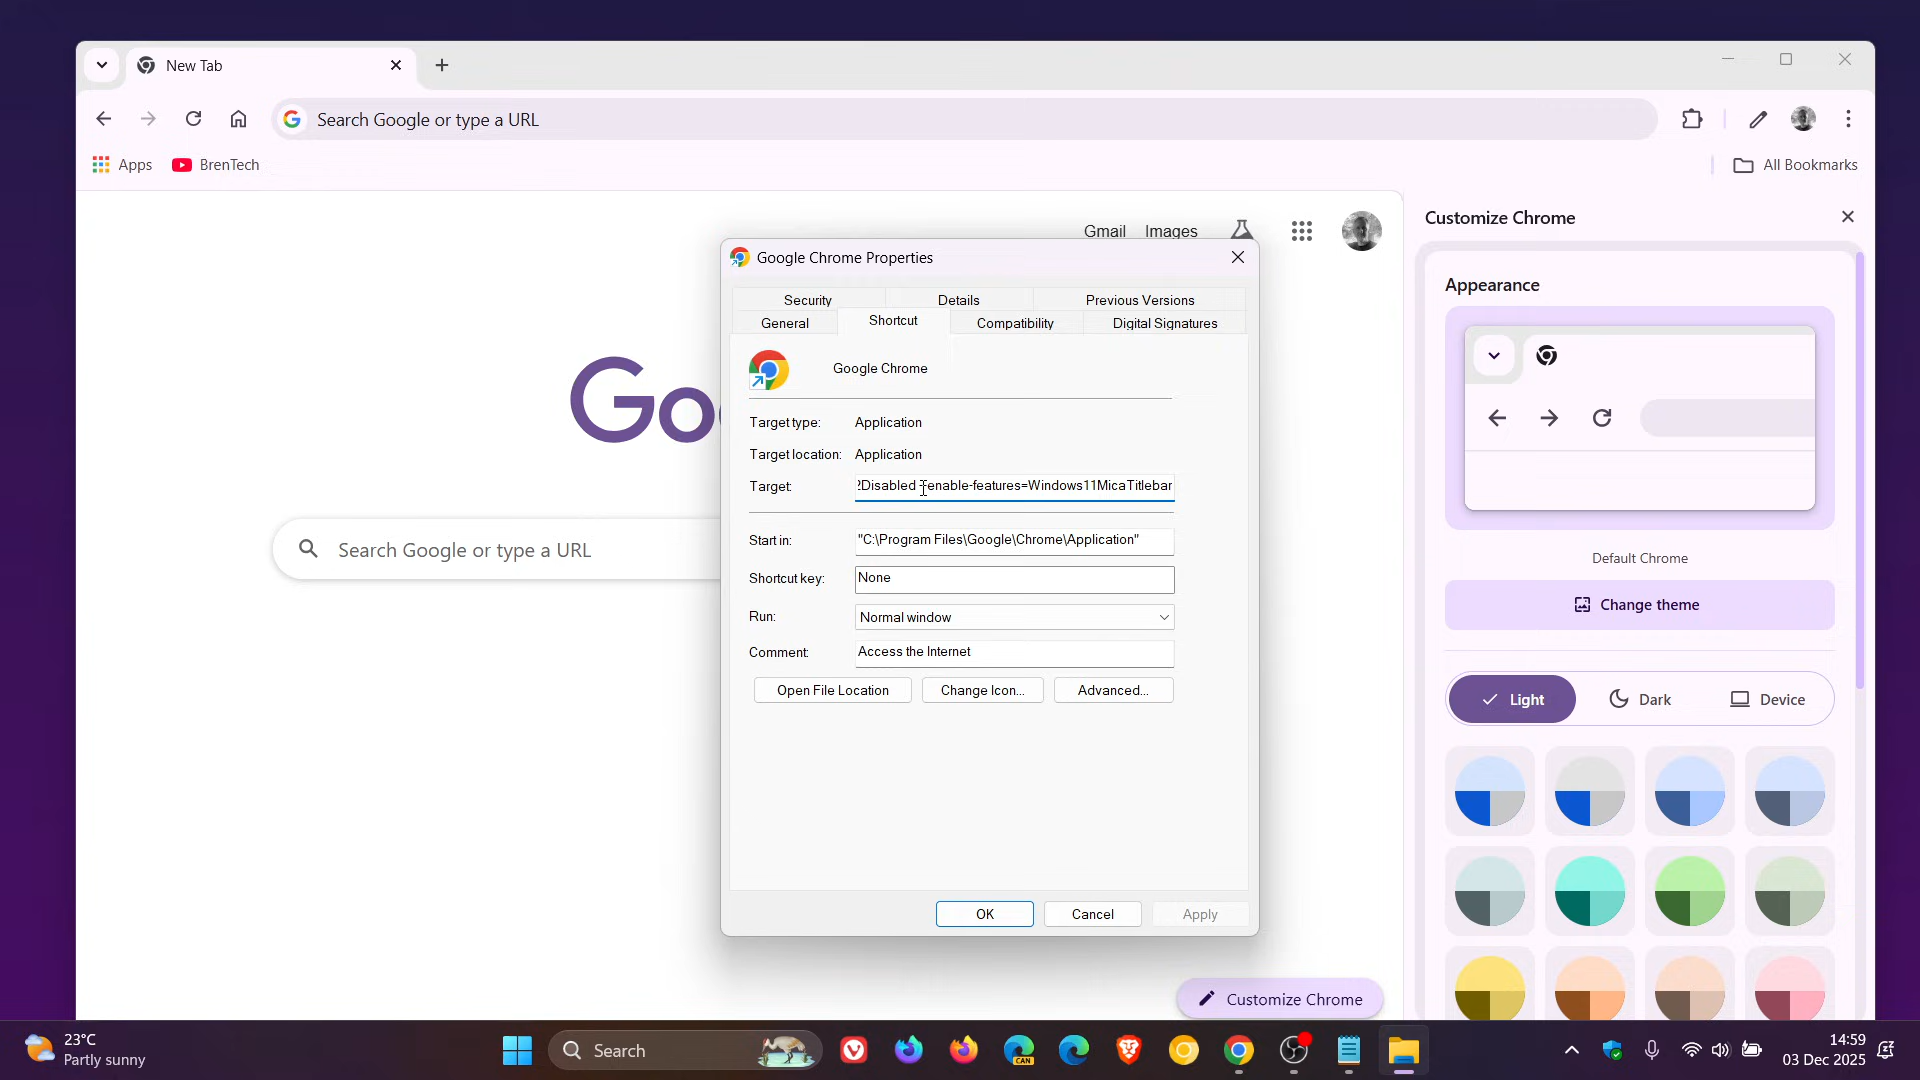 New Tab
Search Google or type a URL
Apps
BrenTech
All Bookmarks
Gmail
Images
Customize Chrome
Google Chrome Properties
Security
Details
Previous Versions
General
Shortcut
Compatibility
Digital Signatures
Appearance
Google Chrome
Target type:
Application
Target location:
Application
Target:
Disabled --enable-features=Windows11MicaTitlebar
Start in:
"C:\Program Files\Google\Chrome\Application"
Shortcut key:
None
Run:
Normal window
Comment:
Access the Internet
Open File Location
Change Icon...
Advanced...
OK
Cancel
Apply
Goo
Search Google or type a URL
Default Chrome
Change theme
Light
Dark
Device
Customize Chrome
23°C
Partly sunny
Search
CAN
14:59
03 Dec 2025